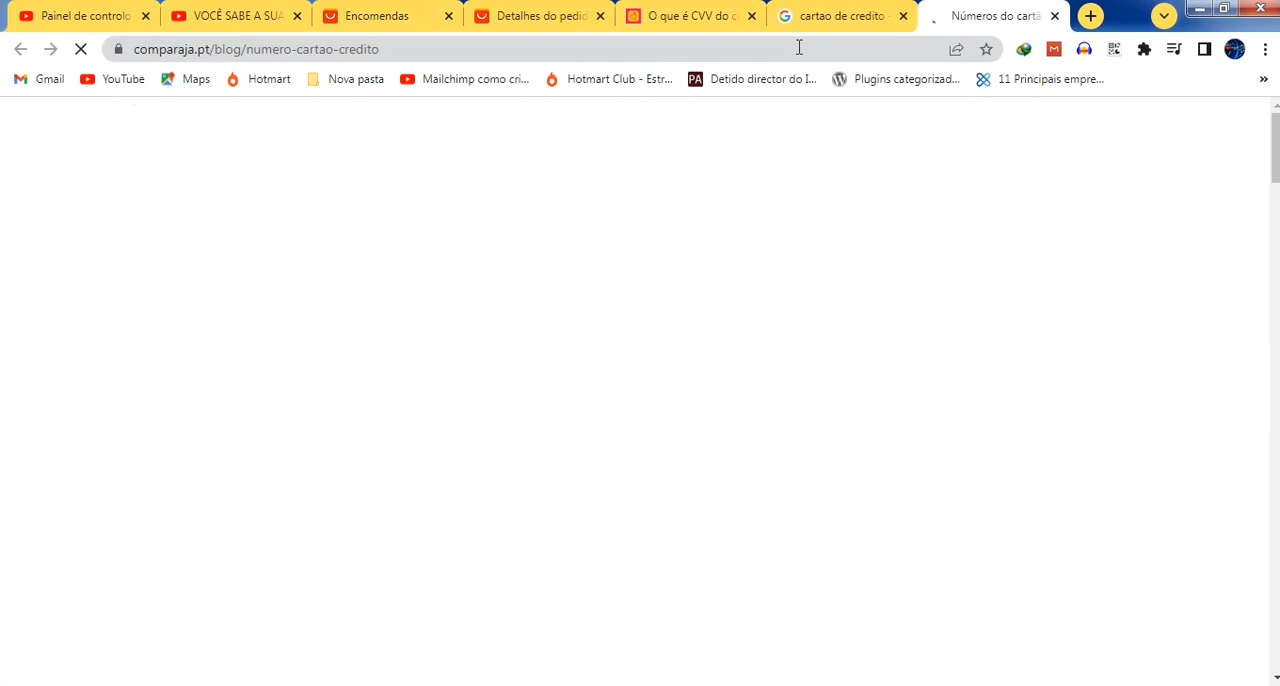 Painel de controlo VOCÊ SABE A SUA Encomendas Detalhes do pedid O que é CVV do c cartao de credito - Números do cartã
comparaja.pt/blog/numero-cartao-credito
Gmail YouTube Maps Hotmart Nova pasta Mailchimp como cri... Hotmart Club - Estr... PA Detido director do I... Plugins categorizad... 11 Principais empre... »